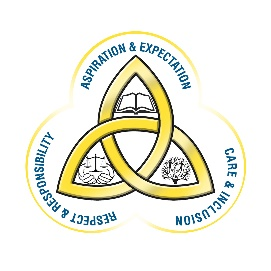 ASPIRATION & EXPECTATION
CARE & INCLUSION
RESPECT & RESPONSIBILITY